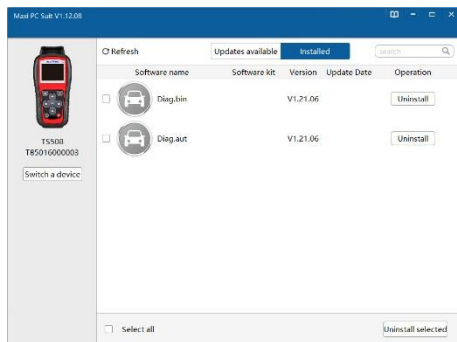 Maxi PC Suit V1.12.08
Refresh
Updates available
Installed
search
Software name
Software kit
Version
Update Date
Operation
Diag.bin
V1.21.06
Uninstall
Diag.aut
V1.21.06
Uninstall
TS508
T85016000003
Switch a device
Select all
Uninstall selected